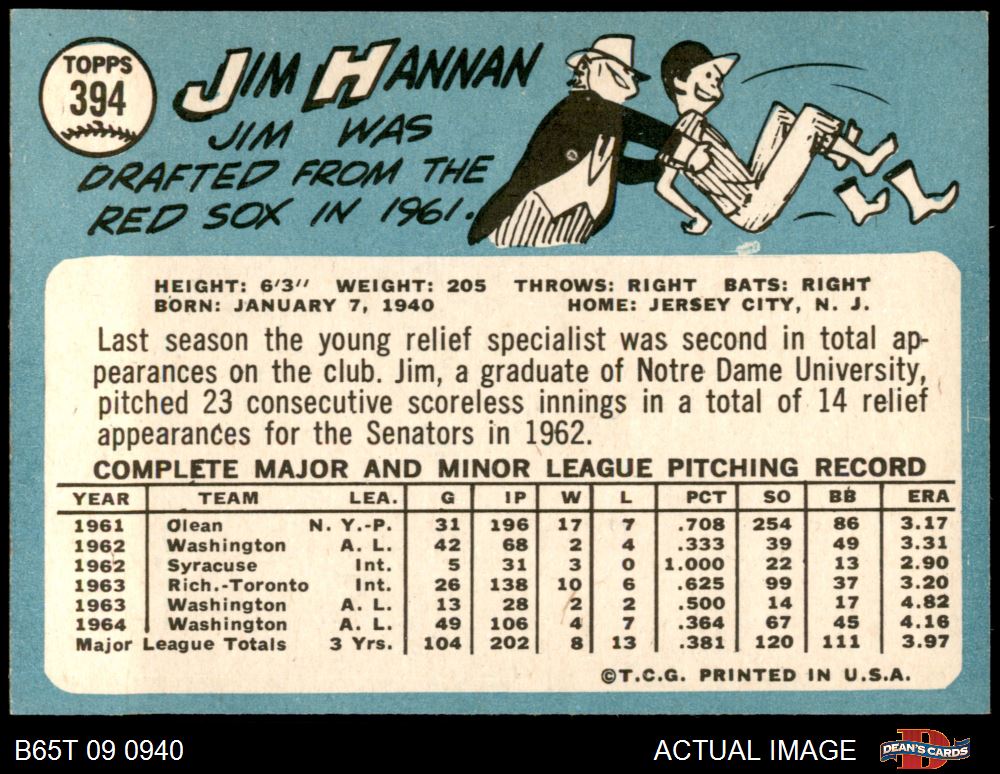 TOPPS
394
JIM HANNAN
JIM WAS
DRAFTED FROM THE
RED SOX IN 1961.
HEIGHT: 6'3" WEIGHT: 205 THROWS: RIGHT BATS: RIGHT
BORN: JANUARY 7, 1940 HOME: JERSEY CITY, N. J.
Last season the young relief specialist was second in total ap-
pearances on the club. Jim, a graduate of Notre Dame University,
pitched 23 consecutive scoreless innings in a total of 14 relief
appearances for the Senators in 1962.
COMPLETE MAJOR AND MINOR LEAGUE PITCHING RECORD
YEAR TEAM LEA. G IP W L PCT SO BB ERA
1961 Olean N. Y.-P. 31 196 17 7 .708 254 86 3.17
1962 Washington A. L. 42 68 2 4 .333 39 49 3.31
1962 Syracuse Int. 5 31 3 0 1.000 22 13 2.90
1963 Rich.-Toronto Int. 26 138 10 6 .625 99 37 3.20
1963 Washington A. L. 13 28 2 2 .500 14 17 4.82
1964 Washington A. L. 49 106 4 7 .364 67 45 4.16
Major League Totals 3 Yrs. 104 202 8 13 .381 120 111 3.97
©T.C.G. PRINTED IN U.S.A.
B65T 09 0940 ACTUAL IMAGE DEAN'S CARDS